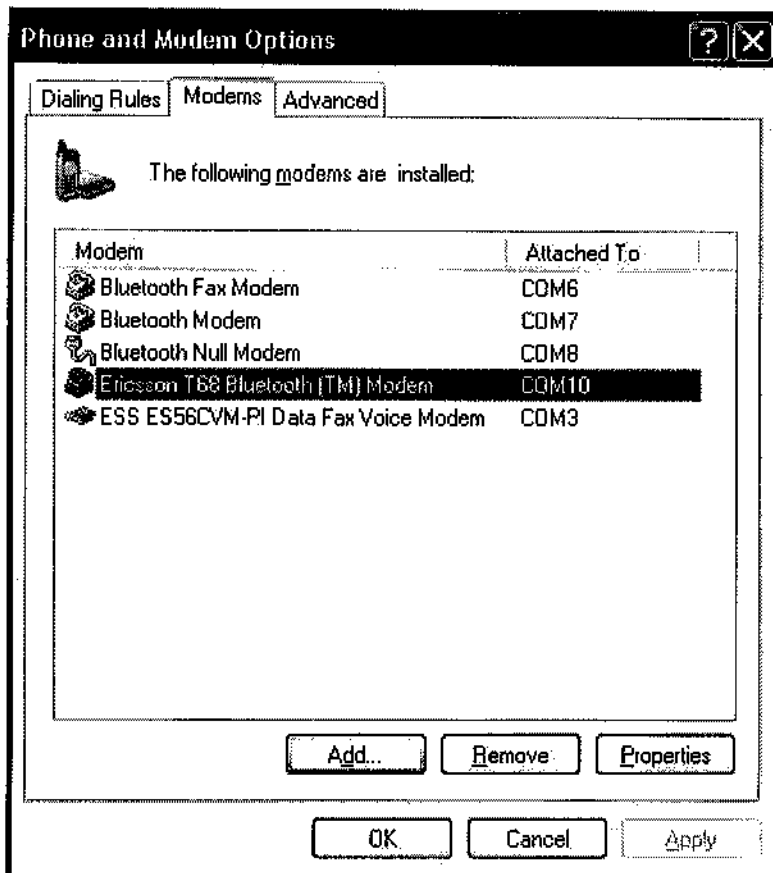 Phone and Modem Options
Dialing Rules Modems Advanced
The following modems are installed:
Modem Attached To
Bluetooth Fax Modem COM6
Bluetooth Modem COM7
Bluetooth Null Modem COM8
Ericsson T68 Bluetooth (TM) Modem COM10
ESS ES56CVM-PI Data Fax Voice Modem COM3
Add... Remove Properties
OK Cancel Apply